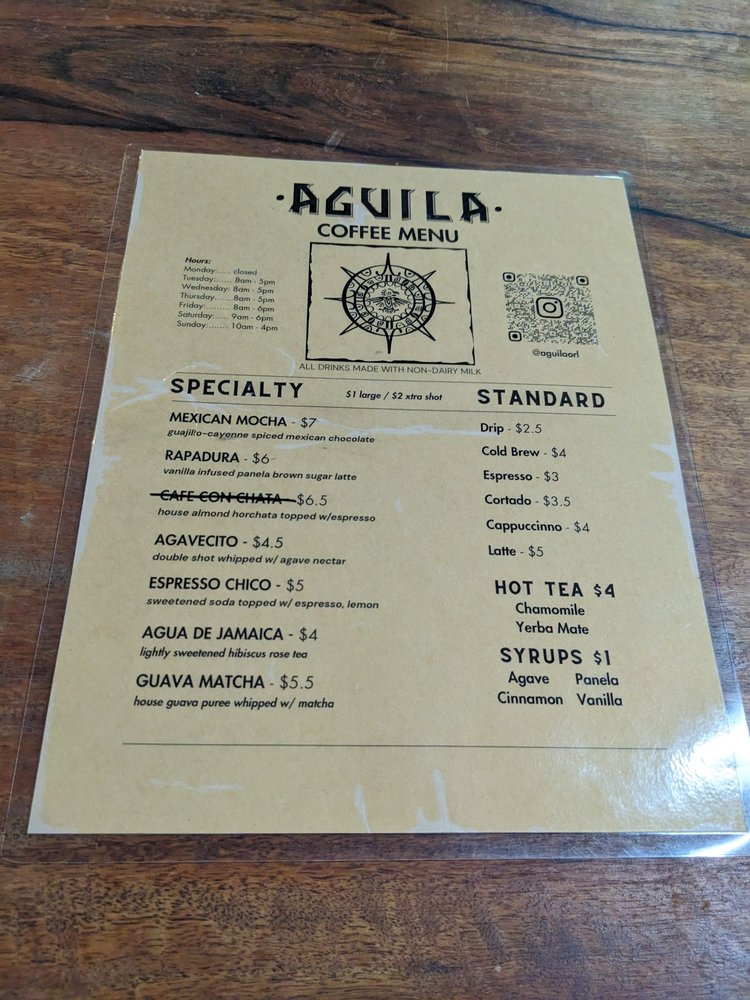 ·AGUILA·
COFFEE MENU
Hours:
Monday:...... closed
Tuesday:....... 8am - 5pm
Wednesday: 8am - 5pm
Thursday:......8am - 5pm
Friday:......... 8am - 6pm
Saturday:...... 9am - 6pm
Sunday:........ 10am - 4pm
@aguilaorl
ALL DRINKS MADE WITH NON-DAIRY MILK
SPECIALTY
$1 large / $2 xtra shot
MEXICAN MOCHA - $7
guajillo-cayenne spiced mexican chocolate
RAPADURA - $6
vanilla infused panela brown sugar latte
CAFE CON CHATA - $6.5
house almond horchata topped w/espresso
AGAVECITO - $4.5
double shot whipped w/ agave nectar
ESPRESSO CHICO - $5
sweetened soda topped w/ espresso, lemon
AGUA DE JAMAICA - $4
lightly sweetened hibiscus rose tea
GUAVA MATCHA - $5.5
house guava puree whipped w/ matcha
STANDARD
Drip - $2.5
Cold Brew - $4
Espresso - $3
Cortado - $3.5
Cappuccinno - $4
Latte - $5
HOT TEA $4
Chamomile
Yerba Mate
SYRUPS $1
Agave Panela
Cinnamon Vanilla